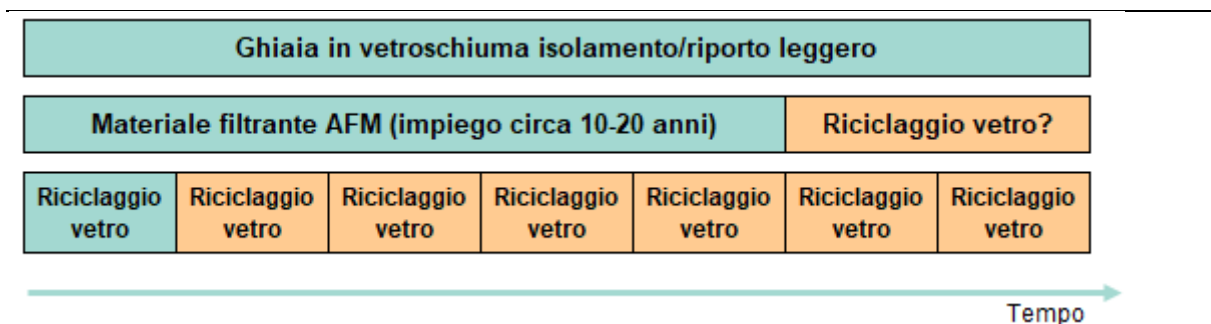 Ghiaia in vetroschiuma isolamento/riporto leggero
Materiale filtrante AFM (impiego circa 10-20 anni)
Riciclaggio vetro?
Riciclaggio
vetro
Riciclaggio
vetro
Riciclaggio
vetro
Riciclaggio
vetro
Riciclaggio
vetro
Riciclaggio
vetro
Riciclaggio
vetro
Tempo